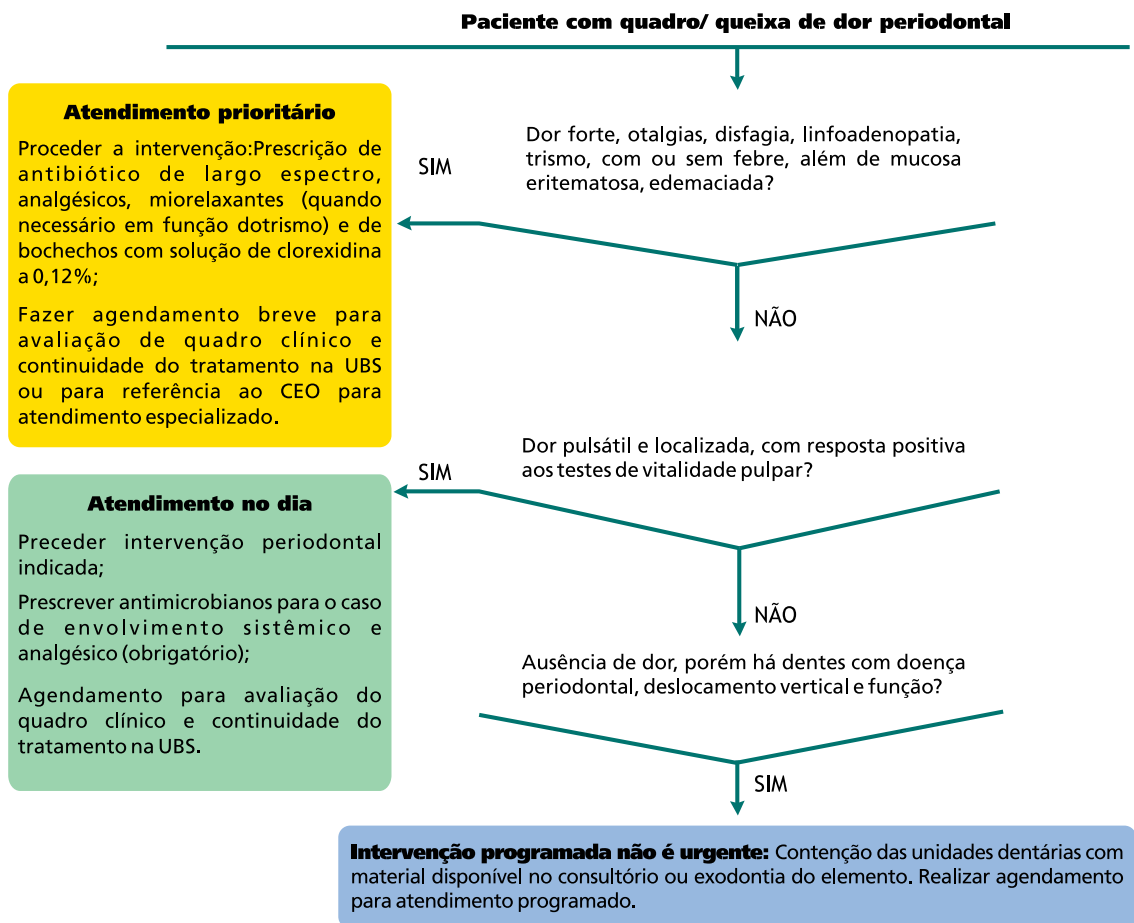 Paciente com quadro/ queixa de dor periodontal
Atendimento prioritário
Proceder a intervenção:Prescrição de
antibiótico de largo espectro,
analgésicos, miorelaxantes (quando
necessário em função dotrismo) e de
bochechos com solução de clorexidina
a 0,12%;
Fazer agendamento breve para
avaliação de quadro clínico e
continuidade do tratamento na UBS
ou para referência ao CEO para
atendimento especializado.
SIM
Dor forte, otalgias, disfagia, linfoadenopatia,
trismo, com ou sem febre, além de mucosa
eritematosa, edemaciada?
NÃO
Dor pulsátil e localizada, com resposta positiva
aos testes de vitalidade pulpar?
SIM
Atendimento no dia
Preceder intervenção periodontal
indicada;
Prescrever antimicrobianos para o caso
de envolvimento sistêmico e
analgésico (obrigatório);
Agendamento para avaliação do
quadro clínico e continuidade do
tratamento na UBS.
NÃO
Ausência de dor, porém há dentes com doença
periodontal, deslocamento vertical e função?
SIM
Intervenção programada não é urgente: Contenção das unidades dentárias com
material disponível no consultório ou exodontia do elemento. Realizar agendamento
para atendimento programado.